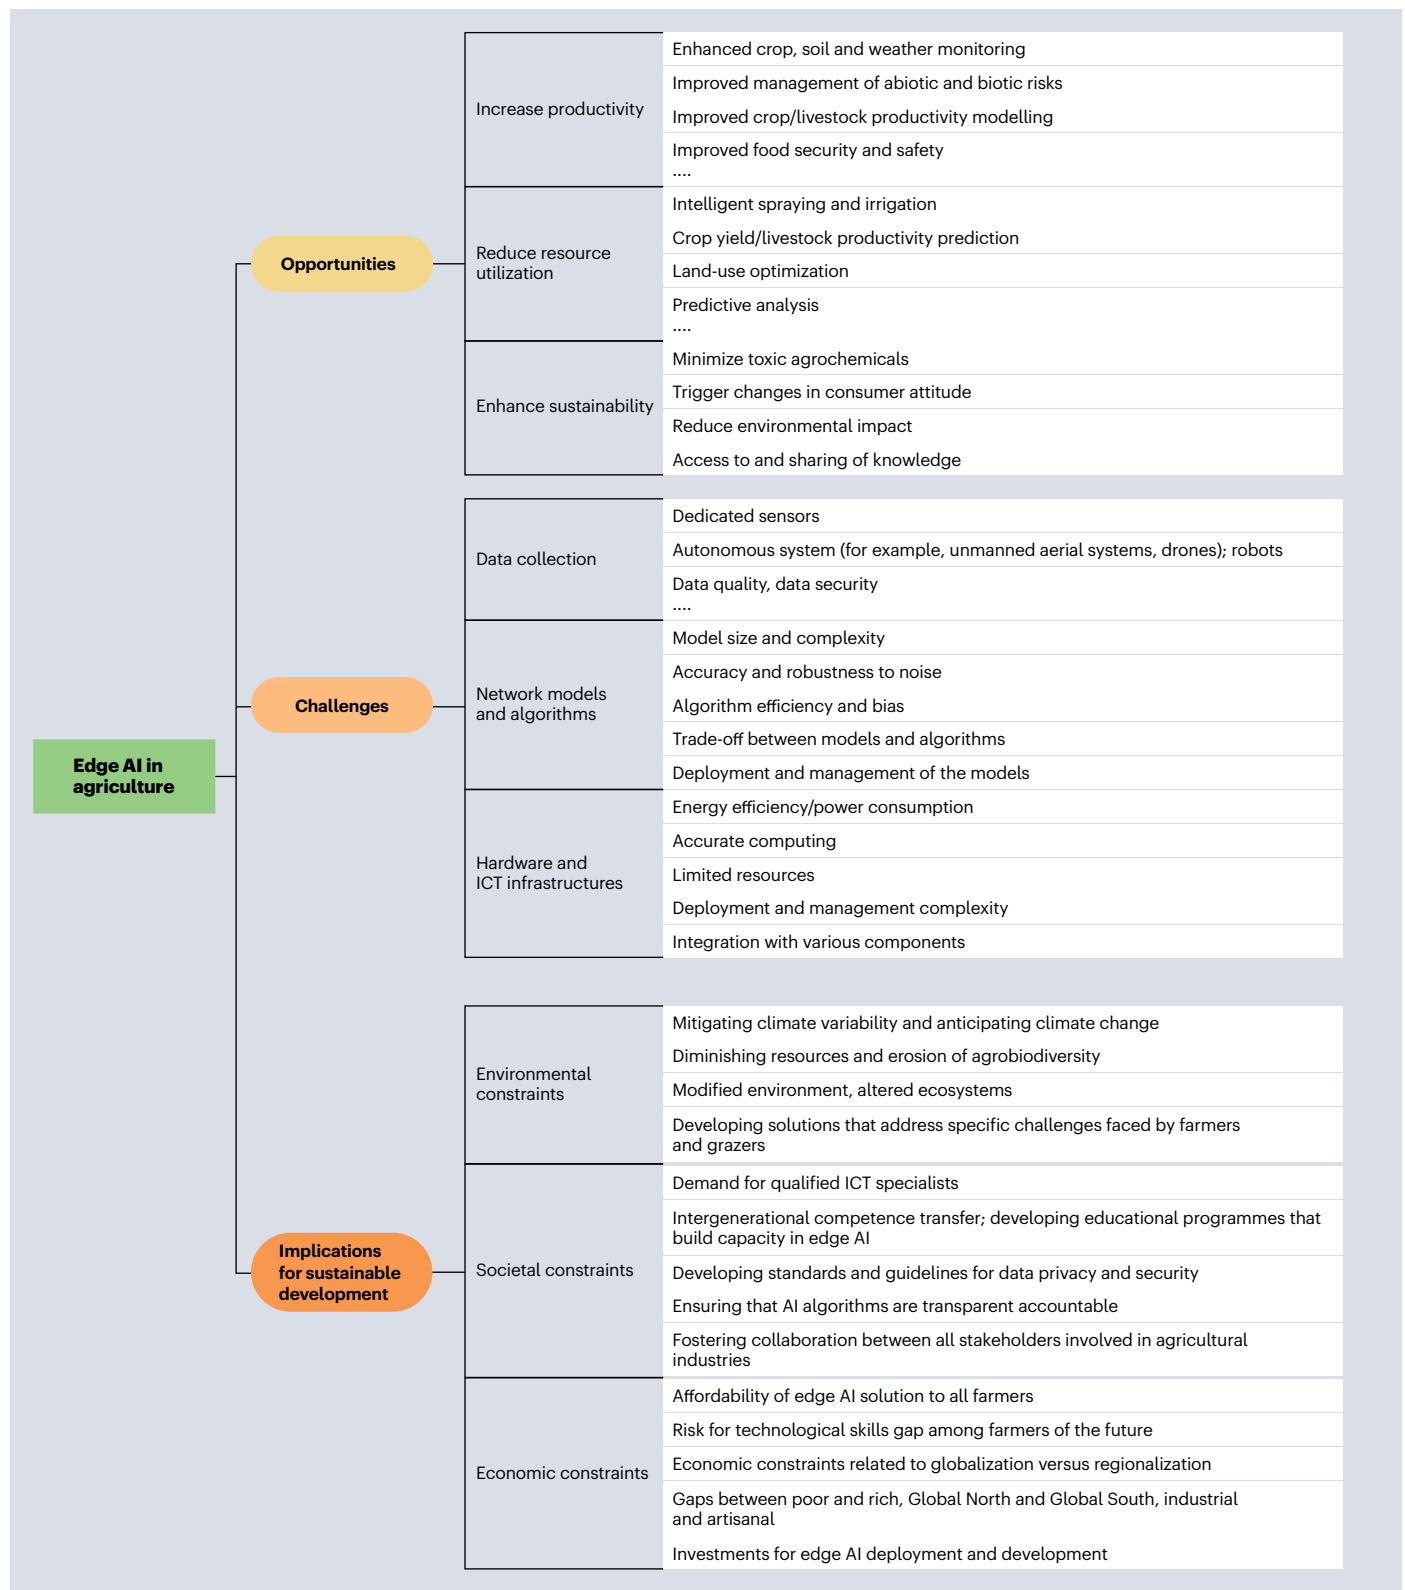 Edge AI in
agriculture
Opportunities
Increase productivity
Enhanced crop, soil and weather monitoring
Improved management of abiotic and biotic risks
Improved crop/livestock productivity modelling
Improved food security and safety
....
Reduce resource
utilization
Intelligent spraying and irrigation
Crop yield/livestock productivity prediction
Land-use optimization
Predictive analysis
....
Enhance sustainability
Minimize toxic agrochemicals
Trigger changes in consumer attitude
Reduce environmental impact
Access to and sharing of knowledge
Challenges
Data collection
Dedicated sensors
Autonomous system (for example, unmanned aerial systems, drones); robots
Data quality, data security
....
Network models
and algorithms
Model size and complexity
Accuracy and robustness to noise
Algorithm efficiency and bias
Trade-off between models and algorithms
Deployment and management of the models
Hardware and
ICT infrastructures
Energy efficiency/power consumption
Accurate computing
Limited resources
Deployment and management complexity
Integration with various components
Implications
for sustainable
development
Environmental
constraints
Mitigating climate variability and anticipating climate change
Diminishing resources and erosion of agrobiodiversity
Modified environment, altered ecosystems
Developing solutions that address specific challenges faced by farmers
and grazers
Societal constraints
Demand for qualified ICT specialists
Intergenerational competence transfer; developing educational programmes that
build capacity in edge AI
Developing standards and guidelines for data privacy and security
Ensuring that AI algorithms are transparent accountable
Fostering collaboration between all stakeholders involved in agricultural
industries
Economic constraints
Affordability of edge AI solution to all farmers
Risk for technological skills gap among farmers of the future
Economic constraints related to globalization versus regionalization
Gaps between poor and rich, Global North and Global South, industrial
and artisanal
Investments for edge AI deployment and development